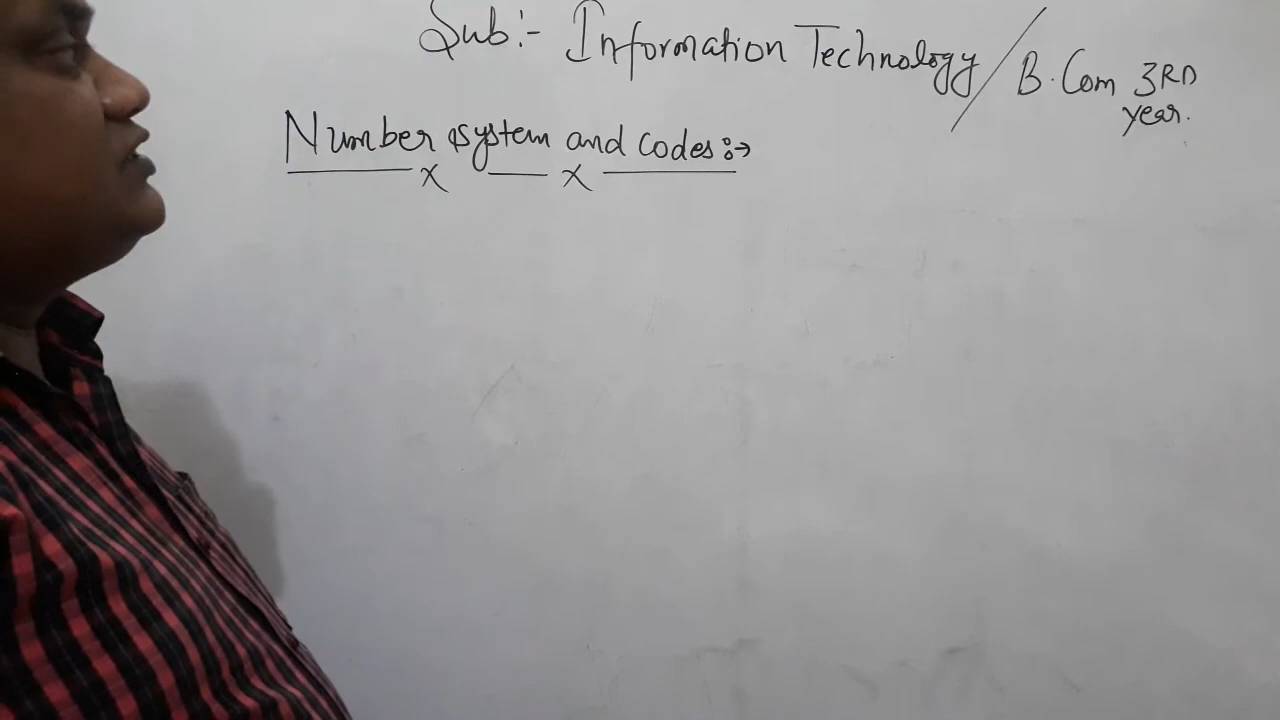 Sub:- Information Technology / B.Com 3RD
year.
Number system and codes:→